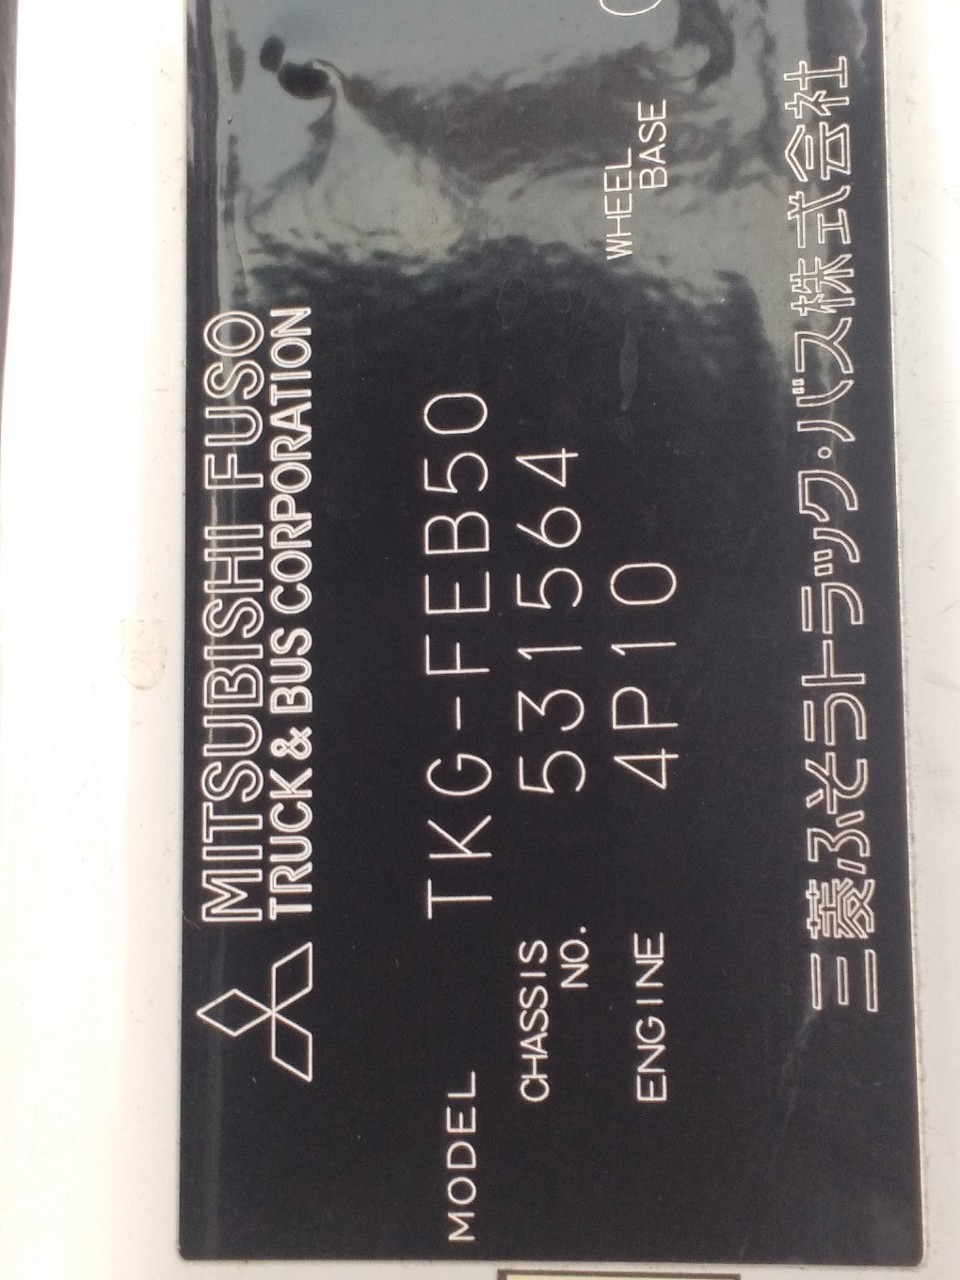 MITSUBISHI FUSO
TRUCK & BUS CORPORATION
MODEL TKG-FEB50
CHASSIS NO. 531564
ENGINE 4P10
WHEEL BASE
三菱ふそうトラック・バス株式会社